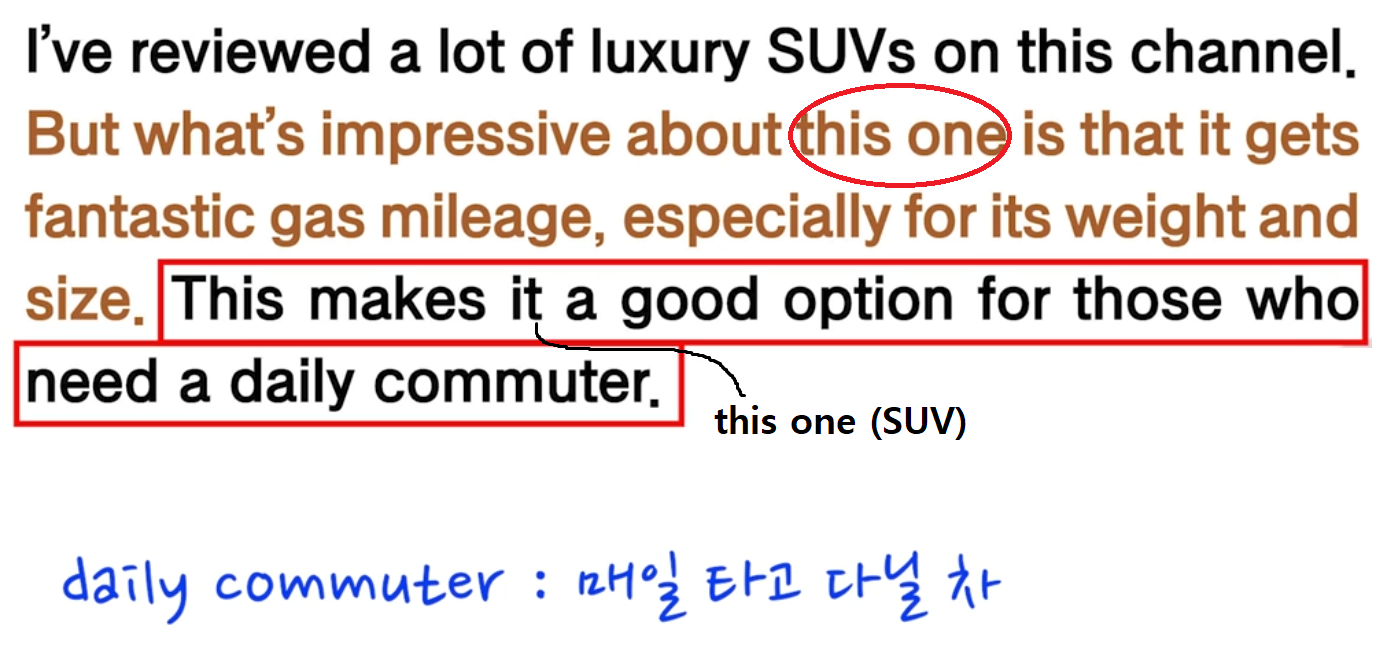 I've reviewed a lot of luxury SUVs on this channel.
But what's impressive about this one is that it gets
fantastic gas mileage, especially for its weight and
size. This makes it a good option for those who
need a daily commuter.
this one (SUV)
daily commuter : 매일 타고 다닐 차